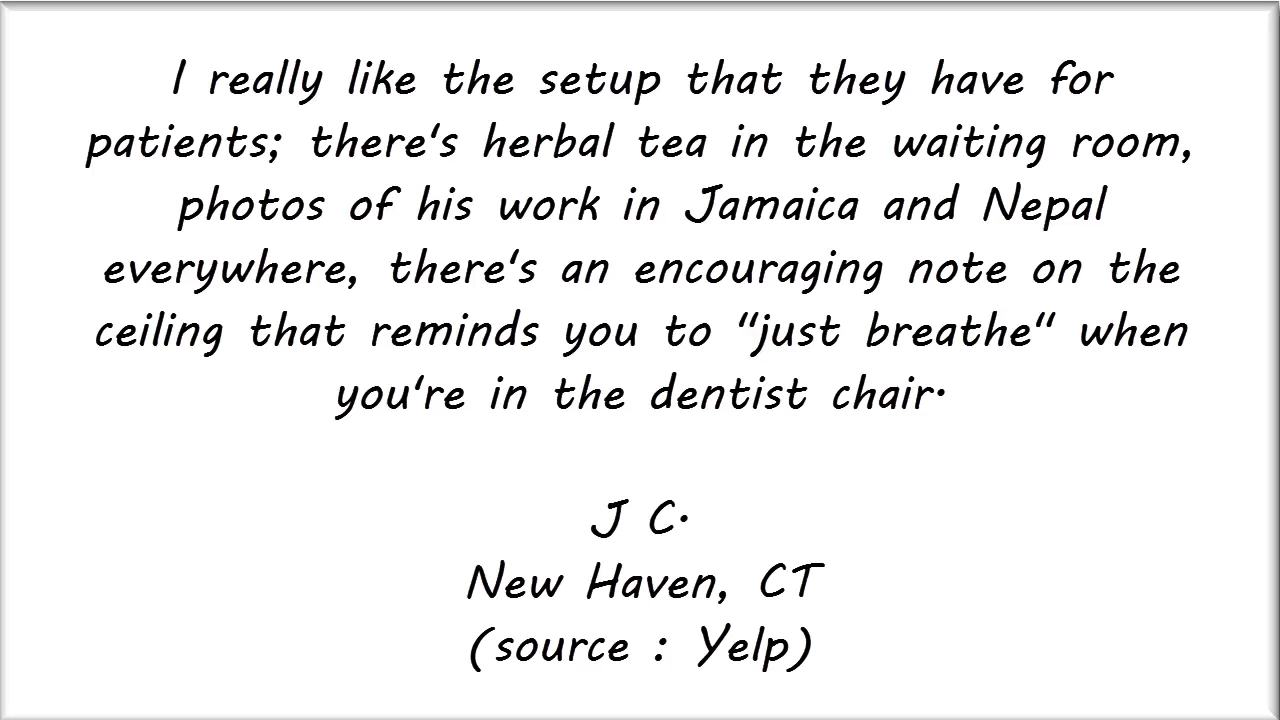 I really like the setup that they have for
patients; there's herbal tea in the waiting room,
photos of his work in Jamaica and Nepal
everywhere, there's an encouraging note on the
ceiling that reminds you to "just breathe" when
you're in the dentist chair.
J C.
New Haven, CT
(source : Yelp)